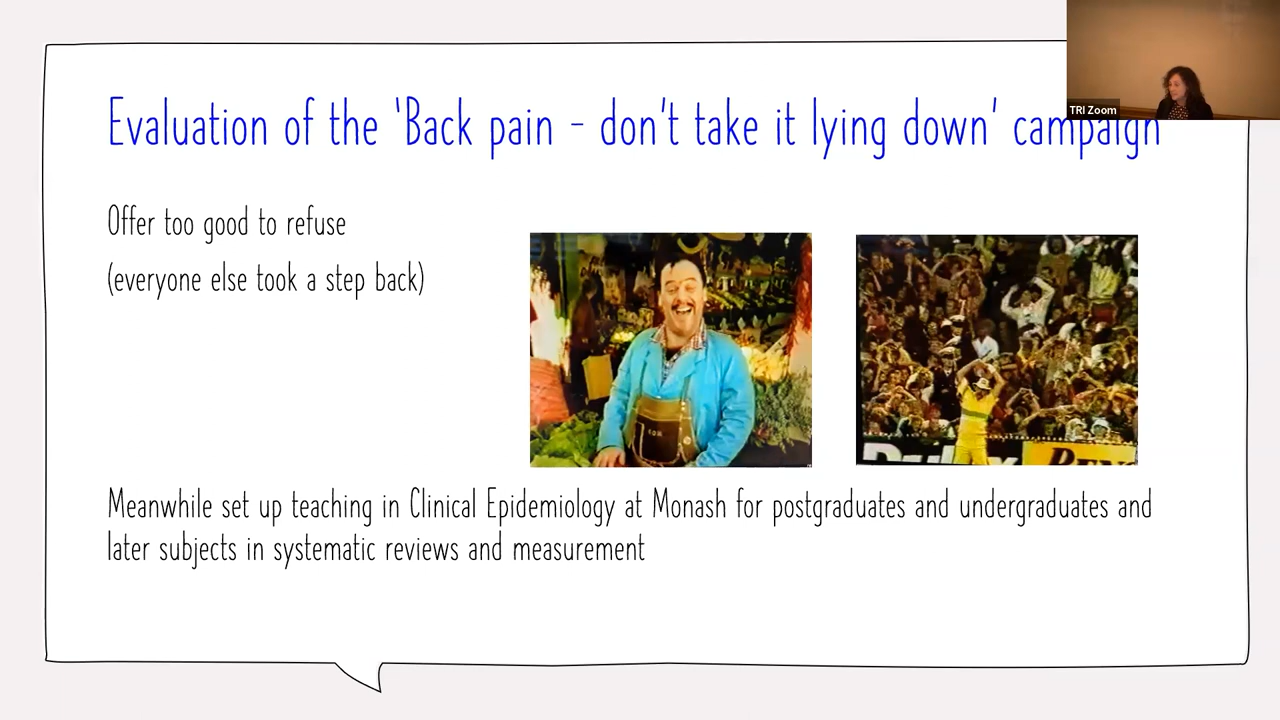 TRI Zoom
Evaluation of the 'Back pain - don't take it lying down' campaign
Offer too good to refuse
(everyone else took a step back)
Meanwhile set up teaching in Clinical Epidemiology at Monash for postgraduates and undergraduates and
later subjects in systematic reviews and measurement